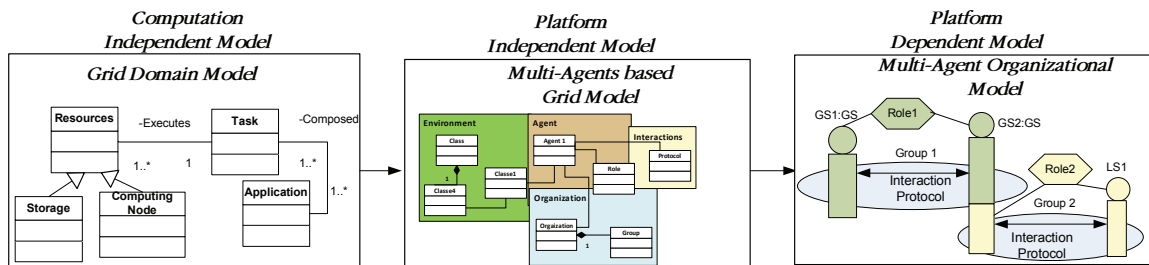 Computation
Independent Model
Grid Domain Model
Resources
-Executes
Task
-Composed
1..*
1
1..*
1..*
Application
Storage
Computing
Node
Platform
Independent Model
Multi-Agents based
Grid Model
Environment
Agent
Interactions
Class
Agent 1
Protocol
1
Classe1
Role
Classe4
Organization
Orgaization
Group
1
Platform
Dependent Model
Multi-Agent Organizational
Model
GS1:GS
Role1
GS2:GS
Group 1
Interaction
Protocol
Role2
LS1
Group 2
Interaction
Protocol